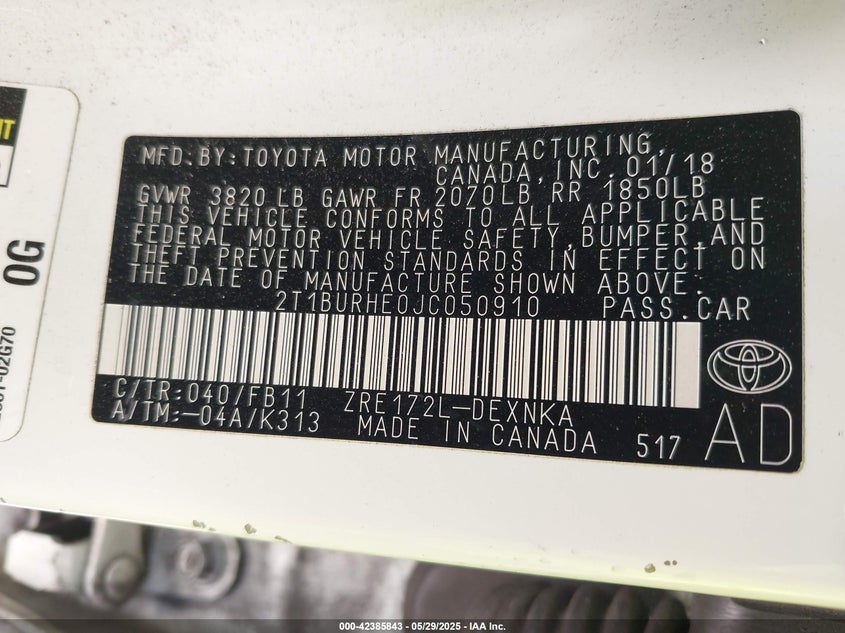 MFD.BY:TOYOTA MOTOR MANUFACTURING,
CANADA,INC.01/18
GVWR 3820 LB GAWR FR 2070LB RR 1850LB
THIS VEHICLE CONFORMS TO ALL APPLICABLE
FEDERAL MOTOR VEHICLE SAFETY,BUMPER,AND
THEFT PREVENTION STANDARDS IN EFFECT ON
THE DATE OF MANUFACTURE SHOWN ABOVE.
2T1BURHE0JC050910 PASS.CAR
C/TR:040/FB11 ZRE172L-DEXNKA
A/TM:-04A/K313 MADE IN CANADA 517 AD
0G
000-42385843 - 05/29/2025 - IAA Inc.